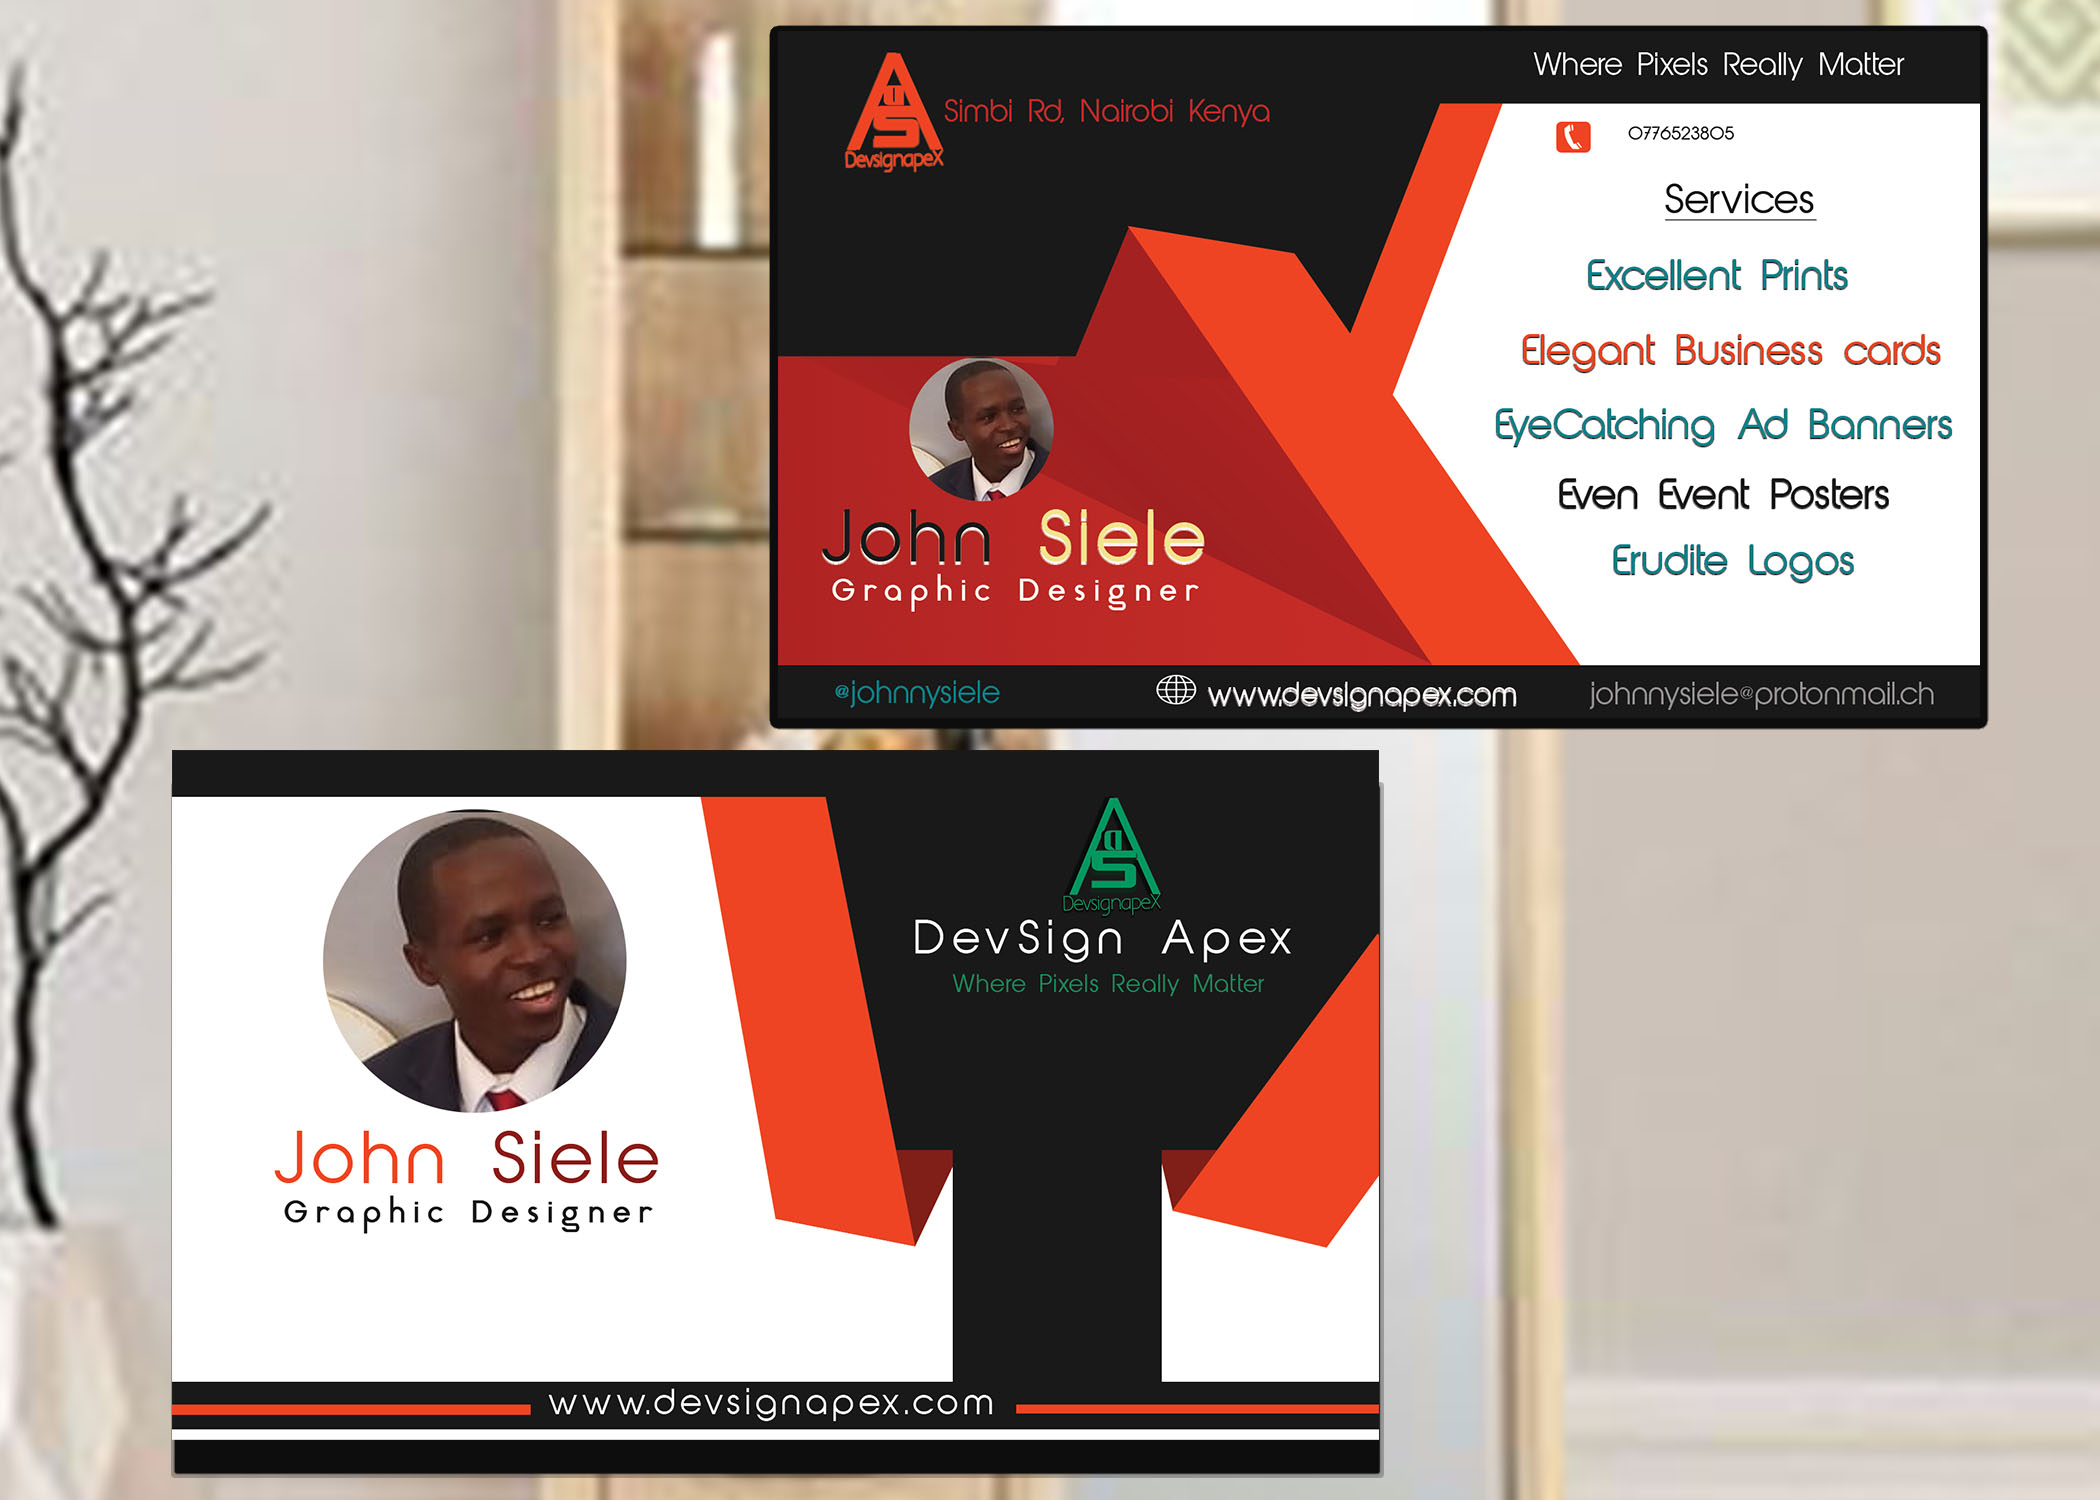 Where Pixels Really Matter
DevsignapeX
Simbi Rd, Nairobi Kenya
0776523805
Services
Excellent Prints
Elegant Business cards
EyeCatching Ad Banners
Even Event Posters
Erudite Logos
John Siele
Graphic Designer
@johnnysiele
www.devsignapex.com
johnnysiele@protonmail.ch
DevsignapeX
DevSign Apex
Where Pixels Really Matter
John Siele
Graphic Designer
www.devsignapex.com